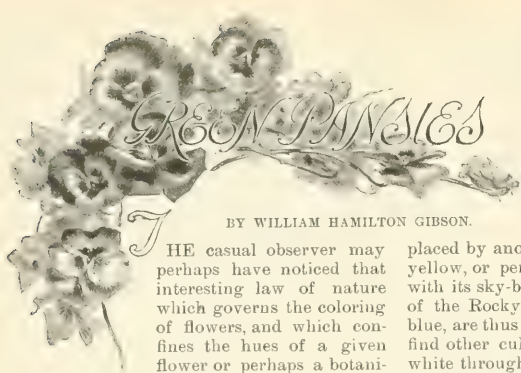 GREEN PANSIES
BY WILLIAM HAMILTON GIBSON.
THE casual observer may
perhaps have noticed that
interesting law of nature
which governs the coloring
of flowers, and which con-
fines the hues of a given
flower or perhaps a botani-
placed by ano
yellow, or per
with its sky-b
of the Rocky
blue, are thus
find other cul
white through